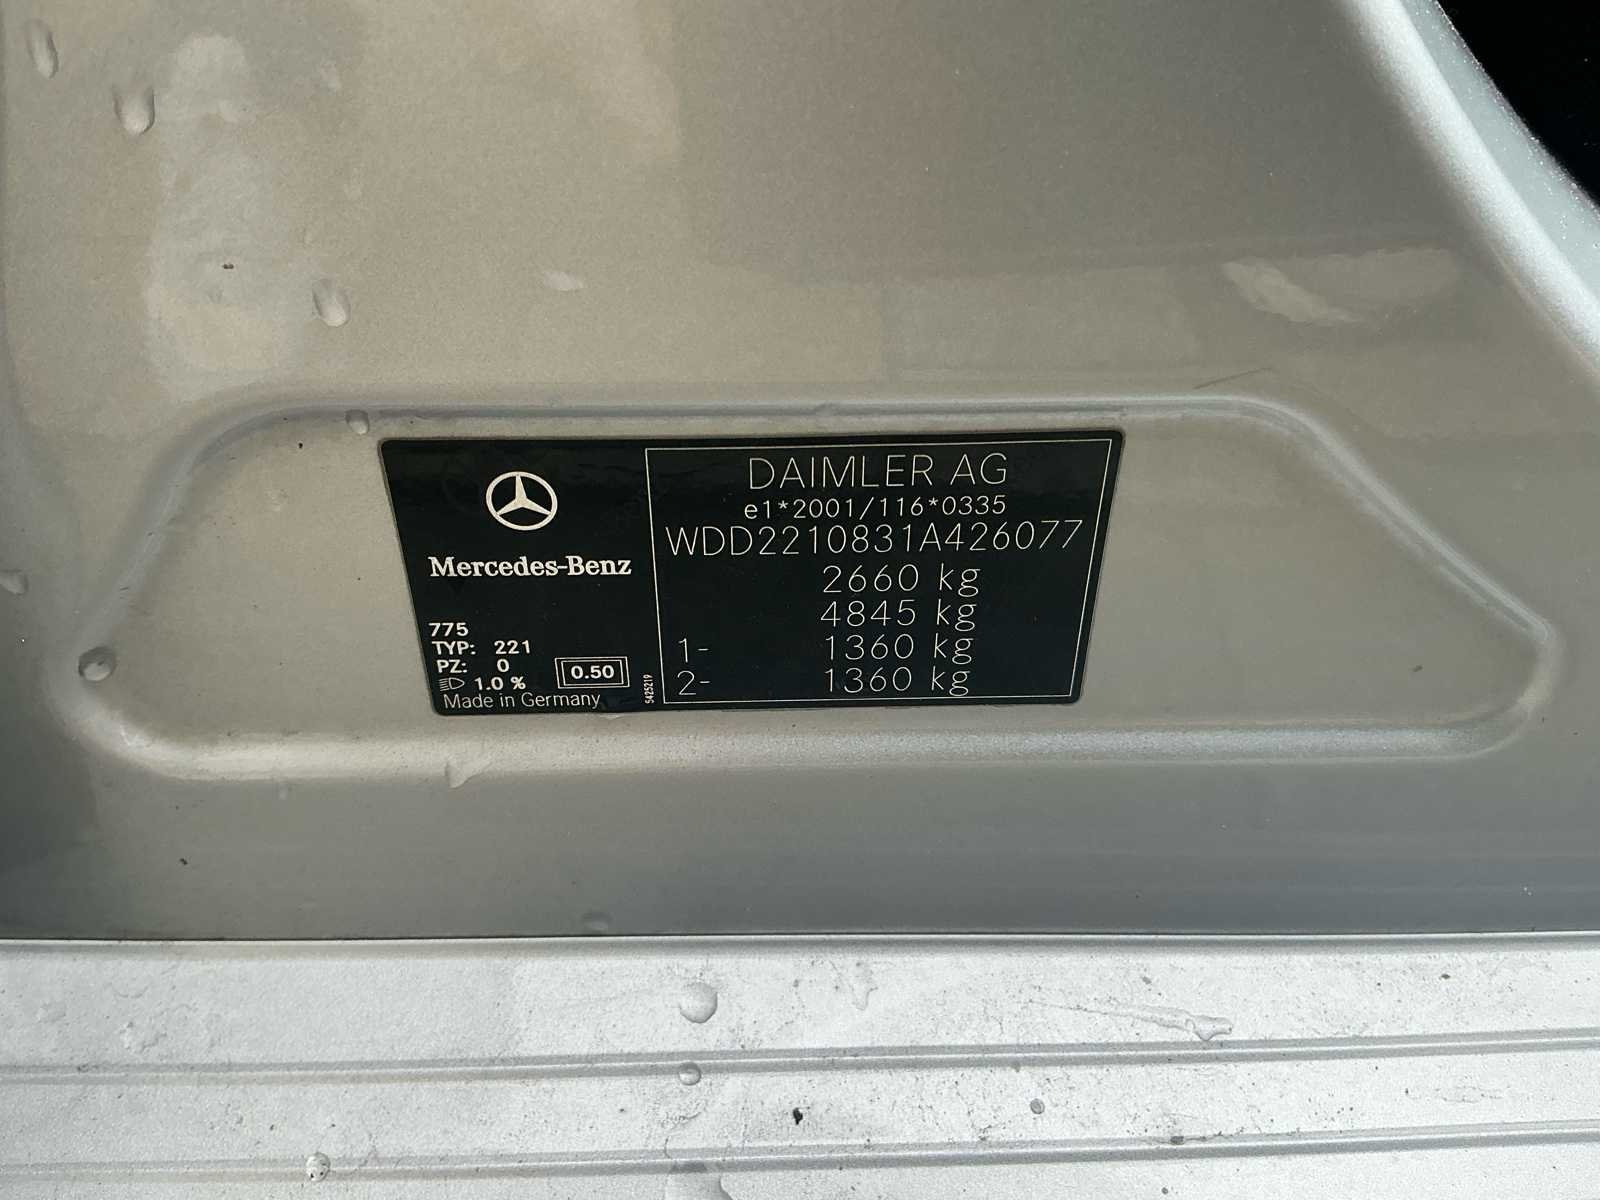 Mercedes-Benz
775
TYP: 221
PZ: 0
1.0 %
0.50
Made in Germany
5425219
DAIMLER AG
e1*2001/116*0335
WDD2210831A426077
2660 kg
4845 kg
1- 1360 kg
2- 1360 kg